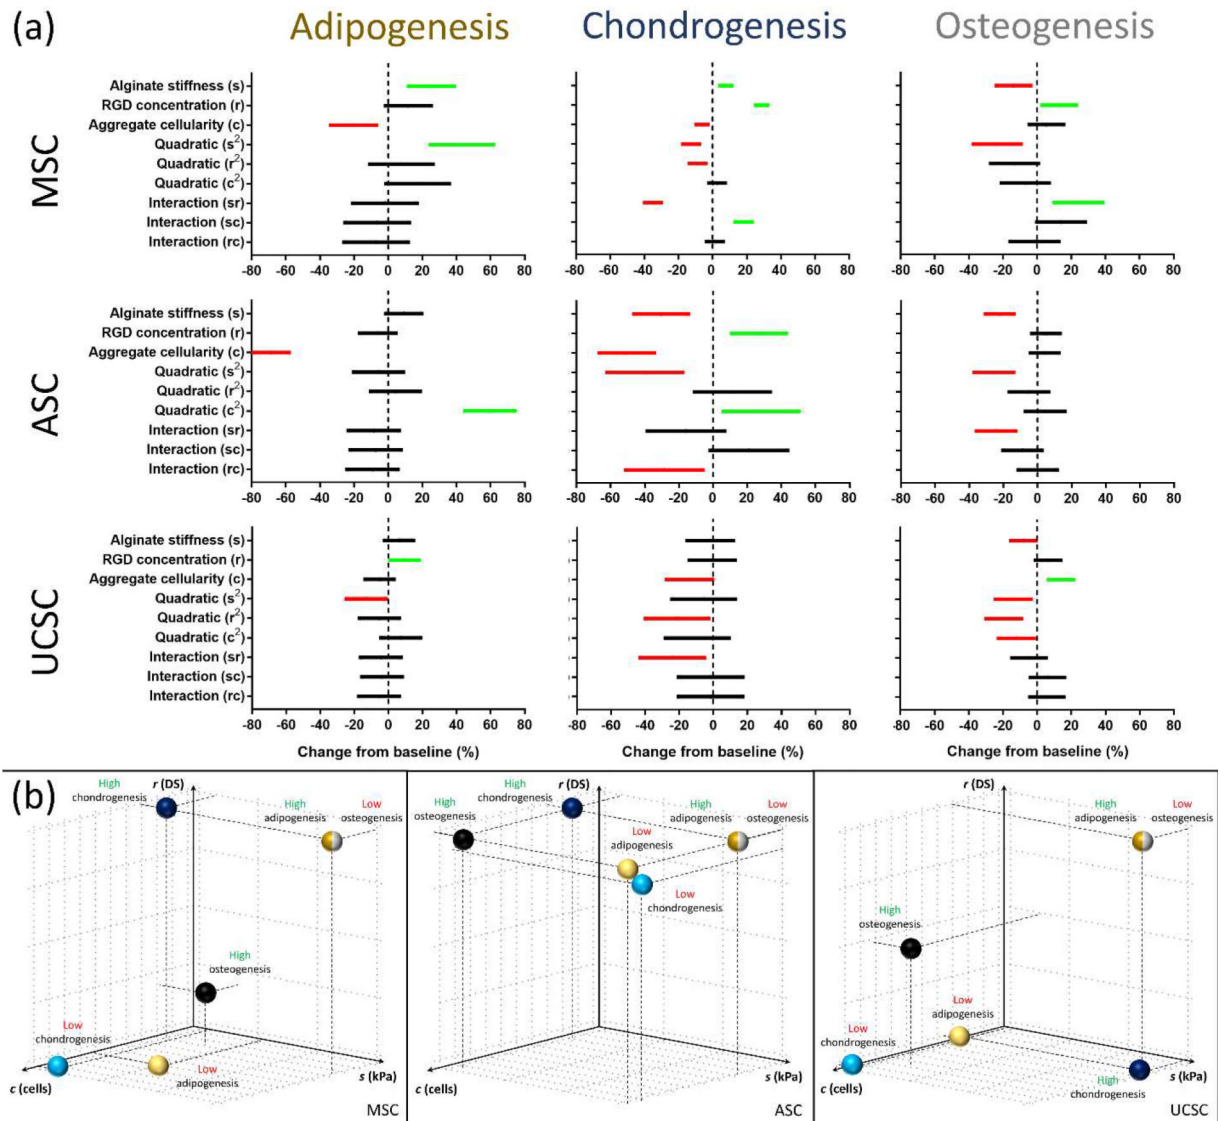 (a)
Adipogenesis
Chondrogenesis
Osteogenesis
MSC
Alginate stiffness (s)
RGD concentration (r)
Aggregate cellularity (c)
Quadratic (s²)
Quadratic (r²)
Quadratic (c²)
Interaction (sr)
Interaction (sc)
Interaction (rc)
-80 -60 -40 -20 0 20 40 60 80
-80 -60 -40 -20 0 20 40 60 80
-80 -60 -40 -20 0 20 40 60 80
ASC
Alginate stiffness (s)
RGD concentration (r)
Aggregate cellularity (c)
Quadratic (s²)
Quadratic (r²)
Quadratic (c²)
Interaction (sr)
Interaction (sc)
Interaction (rc)
-80 -60 -40 -20 0 20 40 60 80
-80 -60 -40 -20 0 20 40 60 80
-80 -60 -40 -20 0 20 40 60 80
UCSC
Alginate stiffness (s)
RGD concentration (r)
Aggregate cellularity (c)
Quadratic (s²)
Quadratic (r²)
Quadratic (c²)
Interaction (sr)
Interaction (sc)
Interaction (rc)
-80 -60 -40 -20 0 20 40 60 80
-80 -60 -40 -20 0 20 40 60 80
-80 -60 -40 -20 0 20 40 60 80
Change from baseline (%)
Change from baseline (%)
Change from baseline (%)
(b)
High
chondrogenesis
r (DS)
High
adipogenesis
Low
osteogenesis
High
osteogenesis
Low
chondrogenesis
Low
adipogenesis
c (cells)
s (kPa)
MSC
High
osteogenesis
High
chondrogenesis
r (DS)
High
adipogenesis
Low
osteogenesis
Low
adipogenesis
Low
chondrogenesis
c (cells)
s (kPa)
ASC
r (DS)
High
adipogenesis
Low
osteogenesis
High
osteogenesis
Low
adipogenesis
Low
chondrogenesis
High
chondrogenesis
c (cells)
s (kPa)
UCSC